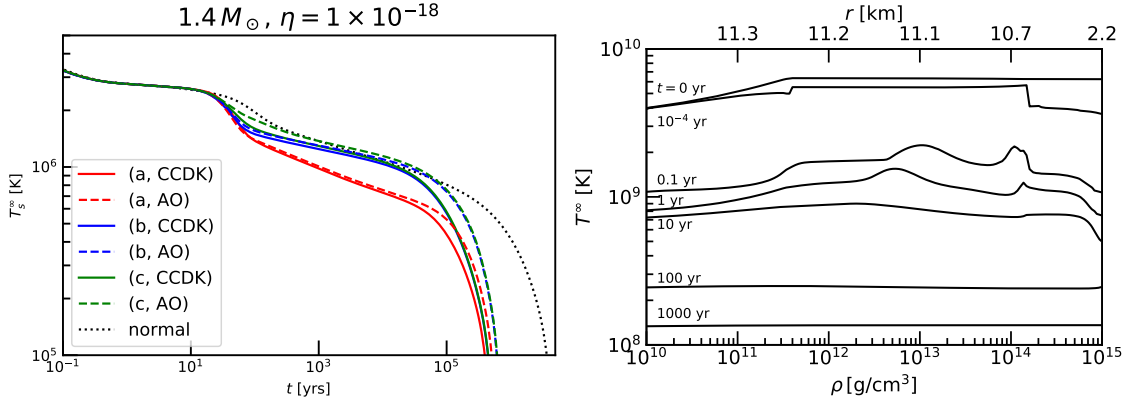 1.4 M⊙, η = 1 × 10⁻¹⁸
T_s^∞ [K]
10⁶
10⁵
(a, CCDK)
(a, AO)
(b, CCDK)
(b, AO)
(c, CCDK)
(c, AO)
normal
10⁻¹ 10¹ 10³ 10⁵
t [yrs]
r [km]
11.3 11.2 11.1 10.7 2.2
T^∞ [K]
10¹⁰
10⁹
10⁸
t = 0 yr
10⁻⁴ yr
0.1 yr
1 yr
10 yr
100 yr
1000 yr
10¹⁰ 10¹¹ 10¹² 10¹³ 10¹⁴ 10¹⁵
ρ [g/cm³]